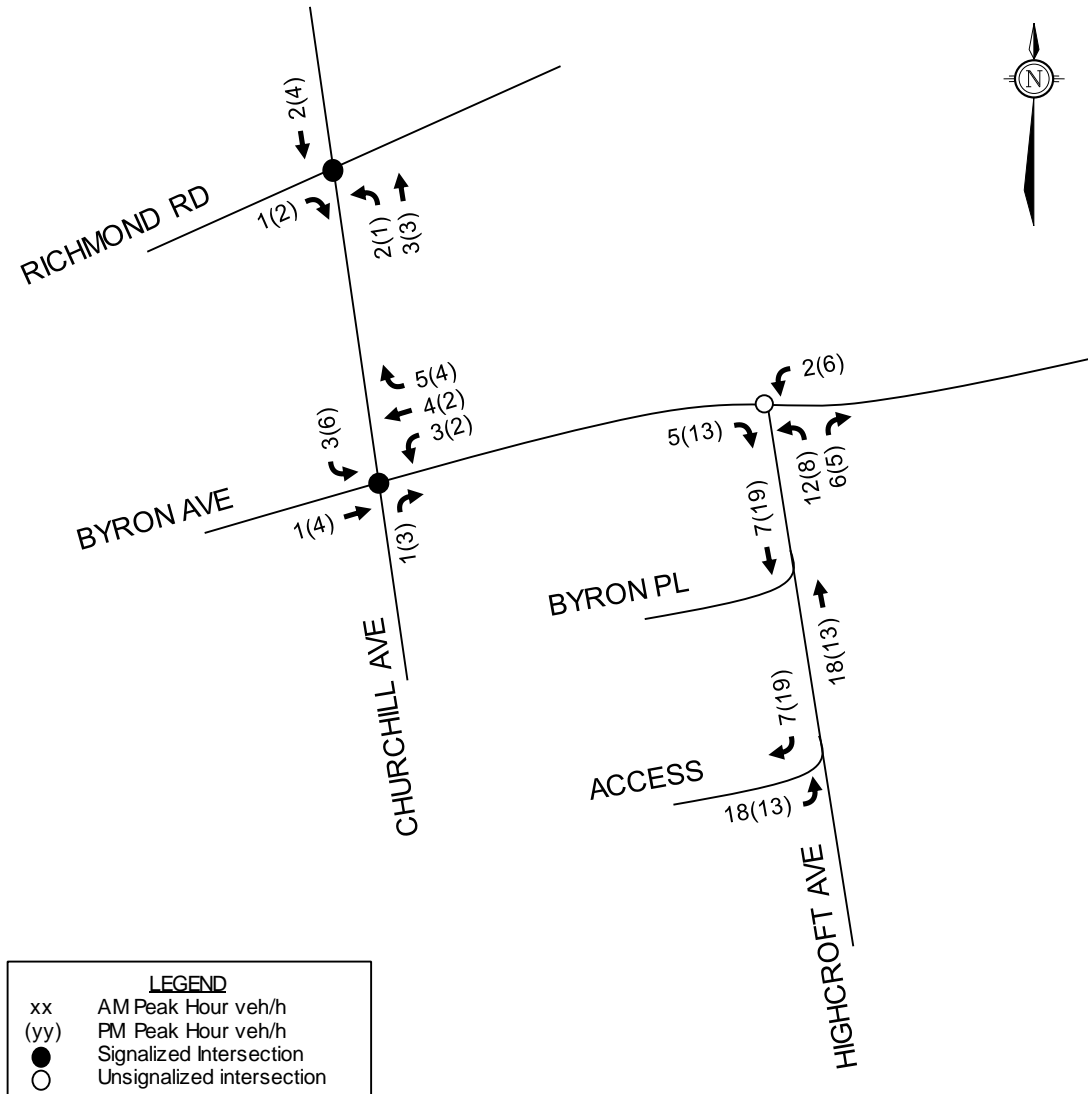 N
2(4)
RICHMOND RD
1(2)
2(1)
3(3)
5(4)
4(2)
3(2)
3(6)
BYRON AVE
1(4)
1(3)
2(6)
5(13)
12(8)
6(5)
7(19)
BYRON PL
18(13)
7(19)
ACCESS
18(13)
CHURCHILL AVE
HIGHCROFT AVE
LEGEND
xx AM Peak Hour veh/h
(yy) PM Peak Hour veh/h
Signalized Intersection
Unsignalized intersection